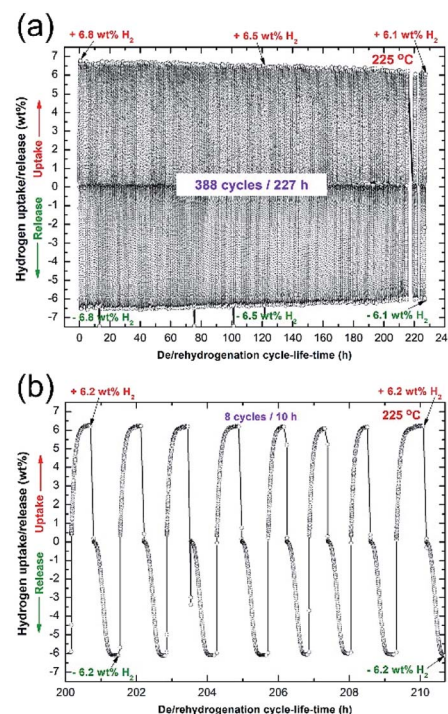 (a)
+ 6.8 wt% H2
+ 6.5 wt% H2
+ 6.1 wt% H2
225 °C
7
6
5
4
3
2
1
0
-1
-2
-3
-4
-5
-6
-7
Hydrogen uptake/release (wt%)
Release
Uptake
388 cycles / 227 h
- 6.8 wt% H2
- 6.5 wt% H2
- 6.1 wt% H2
0 20 40 60 80 100 120 140 160 180 200 220 24
De/rehydrogenation cycle-life-time (h)
(b)
+ 6.2 wt% H2
+ 6.2 wt% H2
8 cycles / 10 h
225 °C
7
6
5
4
3
2
1
0
-1
-2
-3
-4
-5
-6
-7
Hydrogen uptake/release (wt%)
Release
Uptake
- 6.2 wt% H2
- 6.2 wt% H2
200 202 204 206 208 210
De/rehydrogenation cycle-life-time (h)